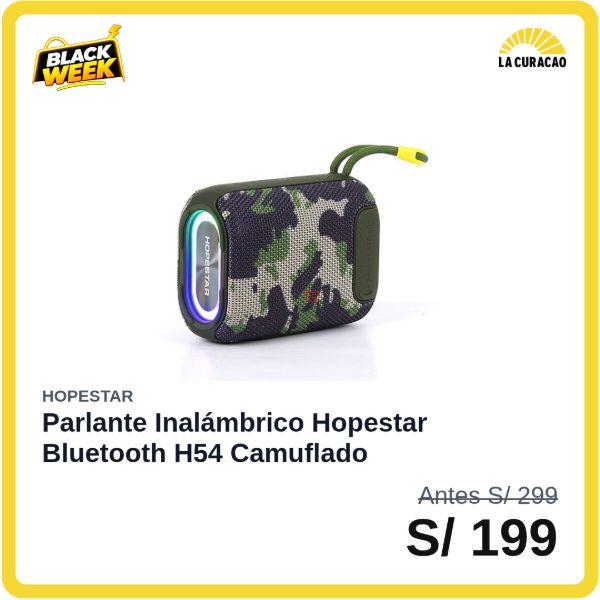 BLACK
WEEK
LA CURACAO
HOPESTAR
HOPESTAR
Parlante Inalámbrico Hopestar
Bluetooth H54 Camuflado
Antes S/ 299
S/ 199